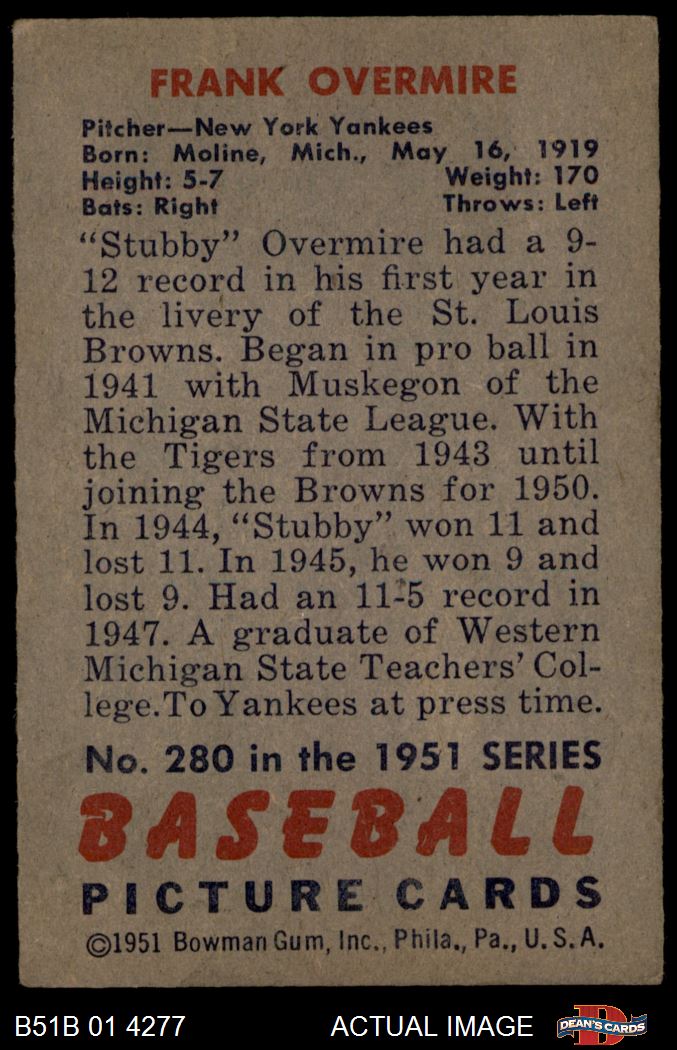 FRANK OVERMIRE
Pitcher—New York Yankees
Born: Moline, Mich., May 16, 1919
Height: 5-7 Weight: 170
Bats: Right Throws: Left
“Stubby” Overmire had a 9-
12 record in his first year in
the livery of the St. Louis
Browns. Began in pro ball in
1941 with Muskegon of the
Michigan State League. With
the Tigers from 1943 until
joining the Browns for 1950.
In 1944, “Stubby” won 11 and
lost 11. In 1945, he won 9 and
lost 9. Had an 11-5 record in
1947. A graduate of Western
Michigan State Teachers’ Col-
lege. To Yankees at press time.
No. 280 in the 1951 SERIES
BASEBALL
PICTURE CARDS
©1951 Bowman Gum, Inc., Phila., Pa., U.S.A.
B51B 01 4277 ACTUAL IMAGE DEAN'S CARDS